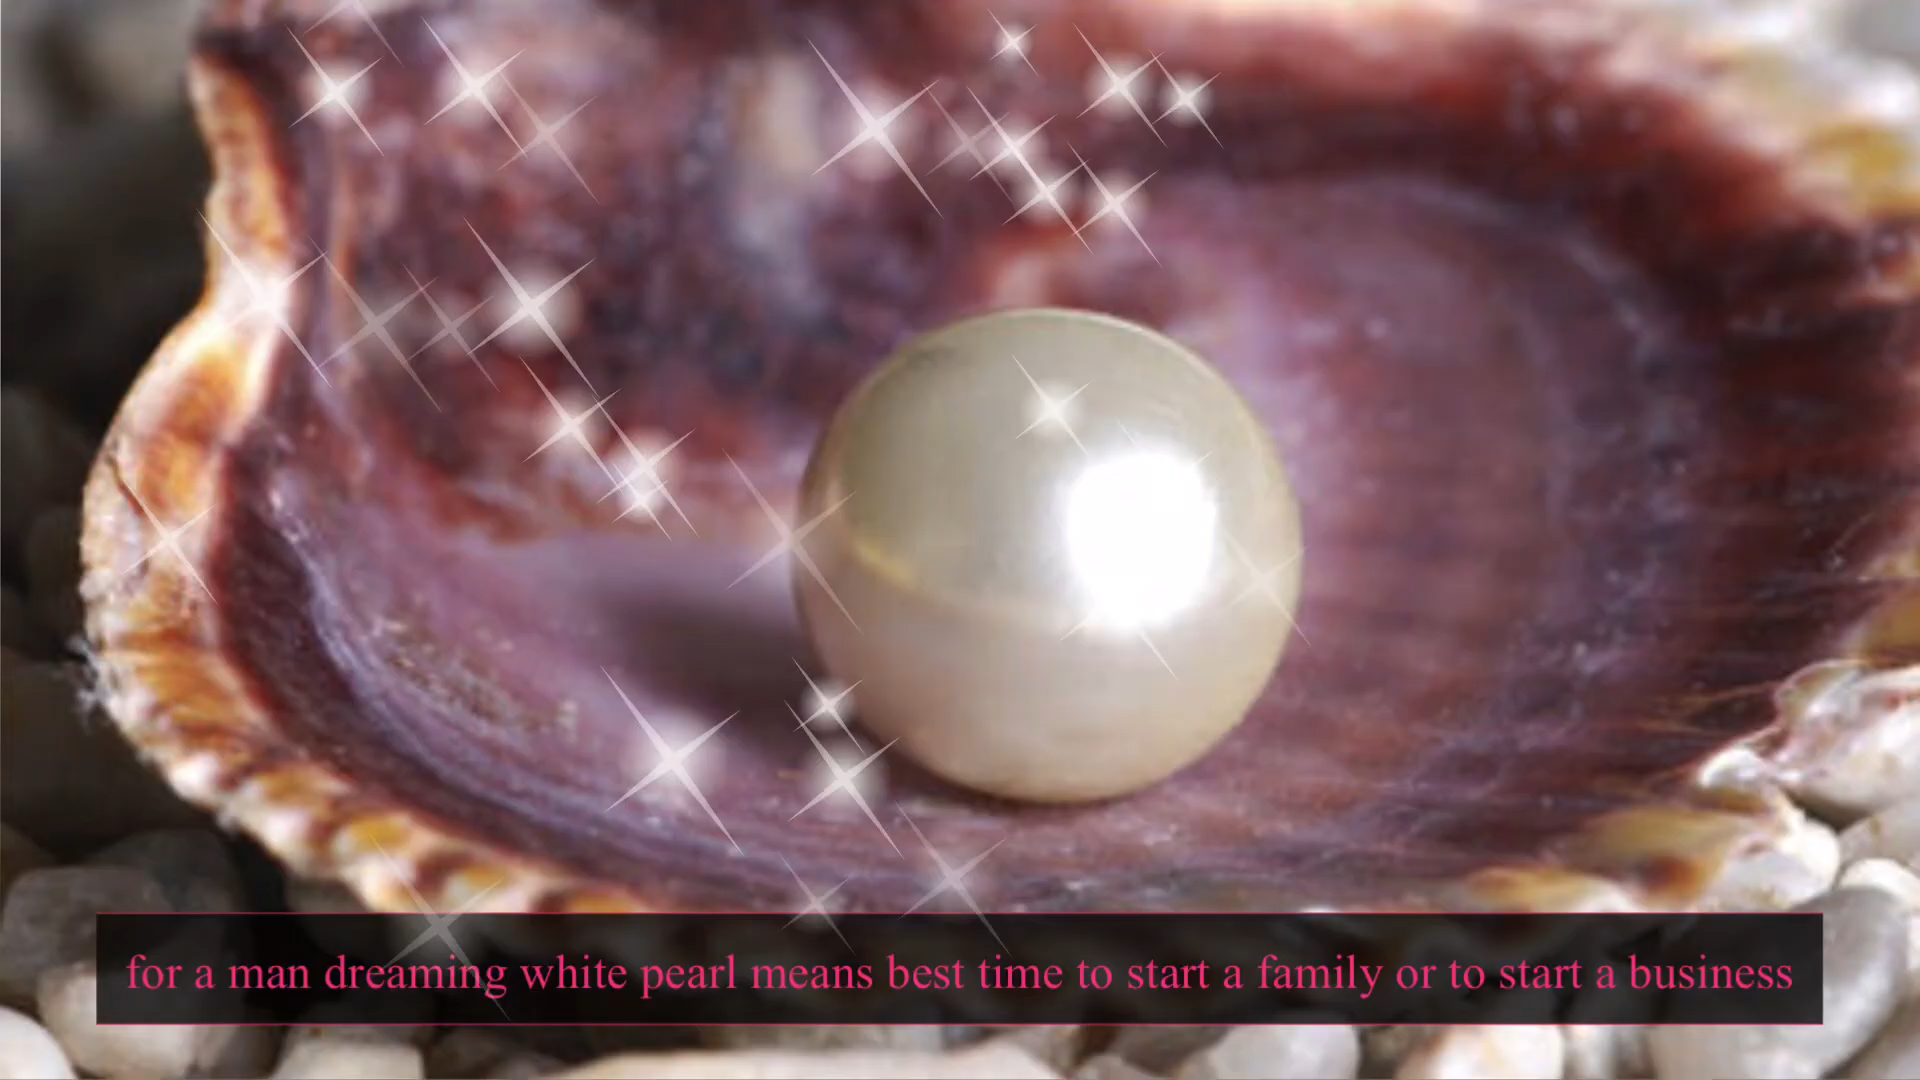 for a man dreaming white pearl means best time to start a family or to start a business